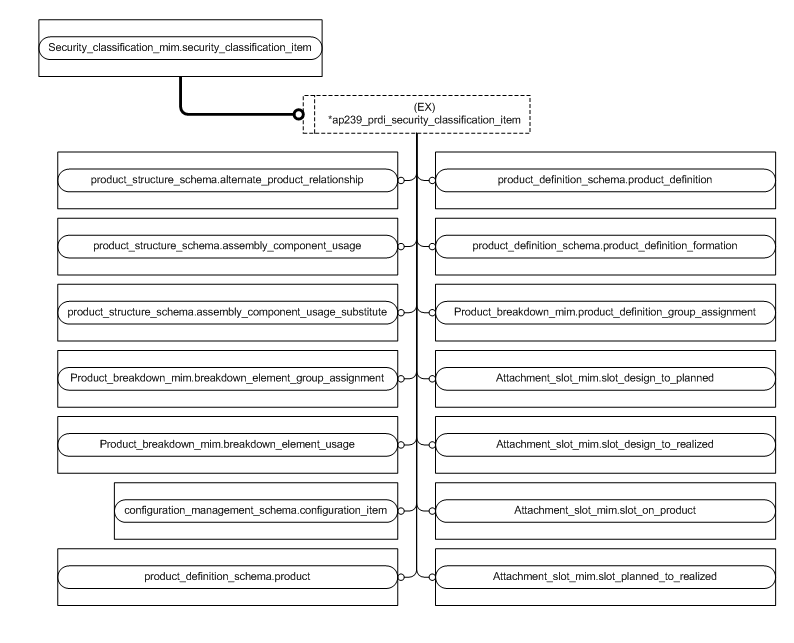 Security_classification_mim.security_classification_item
(EX)
*ap239_prdi_security_classification_item
product_structure_schema.alternate_product_relationship
product_definition_schema.product_definition
product_structure_schema.assembly_component_usage
product_definition_schema.product_definition_formation
product_structure_schema.assembly_component_usage_substitute
Product_breakdown_mim.product_definition_group_assignment
Product_breakdown_mim.breakdown_element_group_assignment
Attachment_slot_mim.slot_design_to_planned
Product_breakdown_mim.breakdown_element_usage
Attachment_slot_mim.slot_design_to_realized
configuration_management_schema.configuration_item
Attachment_slot_mim.slot_on_product
product_definition_schema.product
Attachment_slot_mim.slot_planned_to_realized